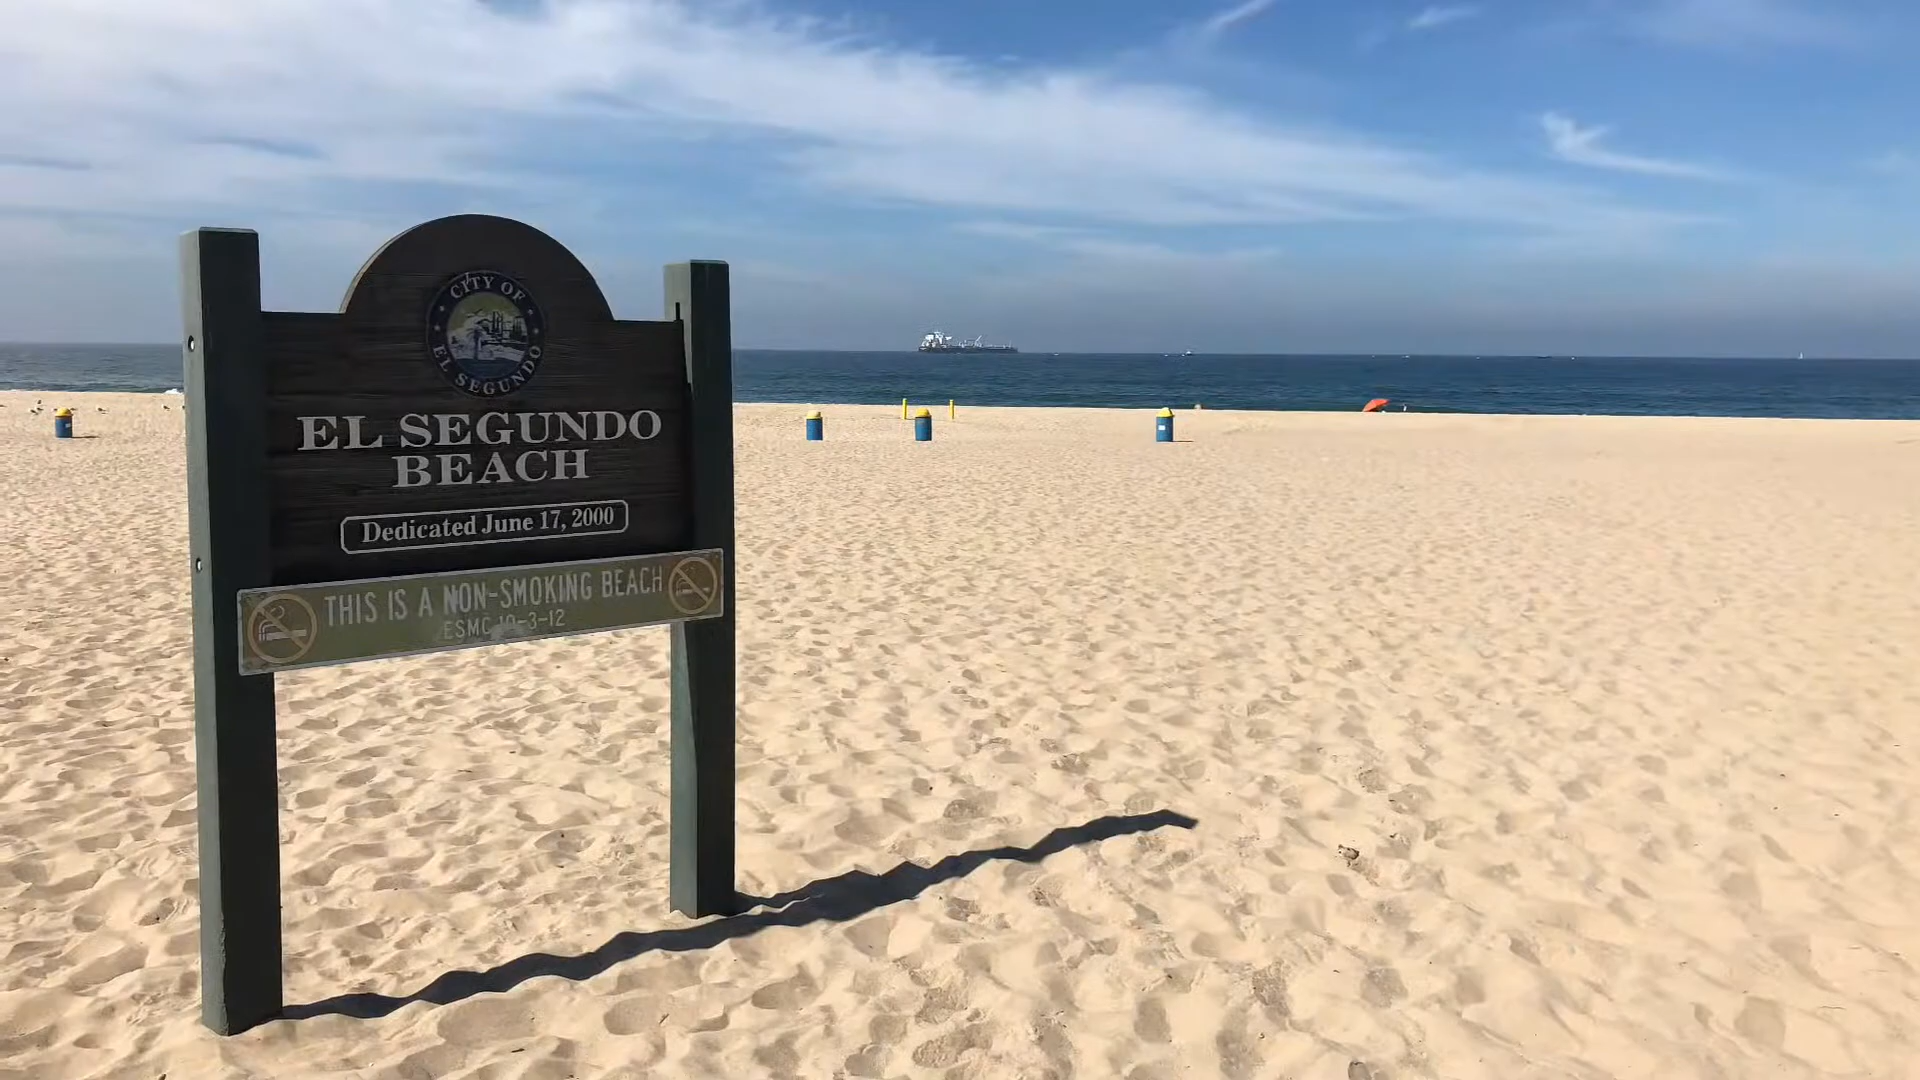 CITY OF
EL SEGUNDO
EL SEGUNDO
BEACH
Dedicated June 17, 2000
THIS IS A NON-SMOKING BEACH
ESMC 10-3-12